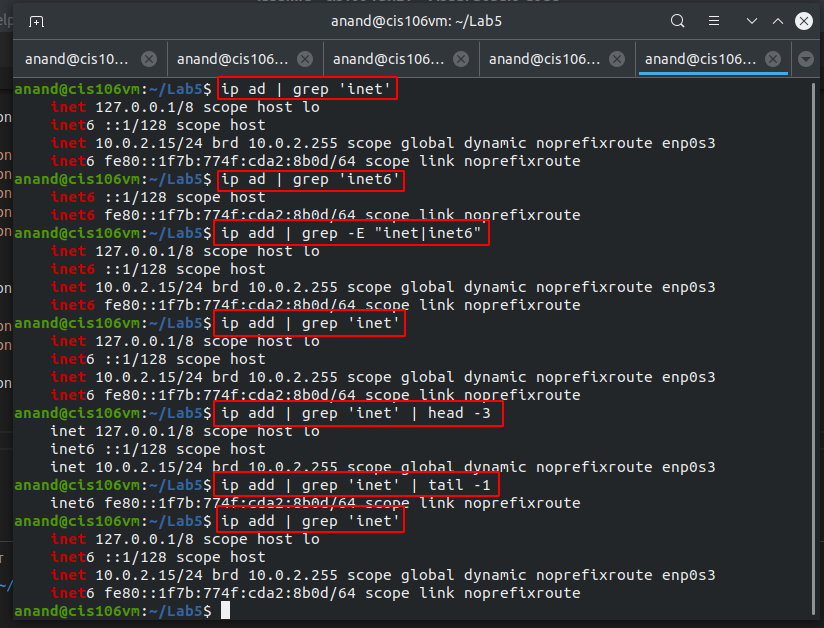 anand@cis106vm: ~/Lab5
anand@cis10... anand@cis106... anand@cis106... anand@cis106... anand@cis106...
anand@cis106vm:~/Lab5$ ip ad | grep 'inet'
    inet 127.0.0.1/8 scope host lo
    inet6 ::1/128 scope host
    inet 10.0.2.15/24 brd 10.0.2.255 scope global dynamic noprefixroute enp0s3
    inet6 fe80::1f7b:774f:cda2:8b0d/64 scope link noprefixroute
anand@cis106vm:~/Lab5$ ip ad | grep 'inet6'
    inet6 ::1/128 scope host
    inet6 fe80::1f7b:774f:cda2:8b0d/64 scope link noprefixroute
anand@cis106vm:~/Lab5$ ip add | grep -E "inet|inet6"
    inet 127.0.0.1/8 scope host lo
    inet6 ::1/128 scope host
    inet 10.0.2.15/24 brd 10.0.2.255 scope global dynamic noprefixroute enp0s3
    inet6 fe80::1f7b:774f:cda2:8b0d/64 scope link noprefixroute
anand@cis106vm:~/Lab5$ ip add | grep 'inet'
    inet 127.0.0.1/8 scope host lo
    inet6 ::1/128 scope host
    inet 10.0.2.15/24 brd 10.0.2.255 scope global dynamic noprefixroute enp0s3
    inet6 fe80::1f7b:774f:cda2:8b0d/64 scope link noprefixroute
anand@cis106vm:~/Lab5$ ip add | grep 'inet' | head -3
    inet 127.0.0.1/8 scope host lo
    inet6 ::1/128 scope host
    inet 10.0.2.15/24 brd 10.0.2.255 scope global dynamic noprefixroute enp0s3
anand@cis106vm:~/Lab5$ ip add | grep 'inet' | tail -1
    inet6 fe80::1f7b:774f:cda2:8b0d/64 scope link noprefixroute
anand@cis106vm:~/Lab5$ ip add | grep 'inet'
    inet 127.0.0.1/8 scope host lo
    inet6 ::1/128 scope host
    inet 10.0.2.15/24 brd 10.0.2.255 scope global dynamic noprefixroute enp0s3
    inet6 fe80::1f7b:774f:cda2:8b0d/64 scope link noprefixroute
anand@cis106vm:~/Lab5$